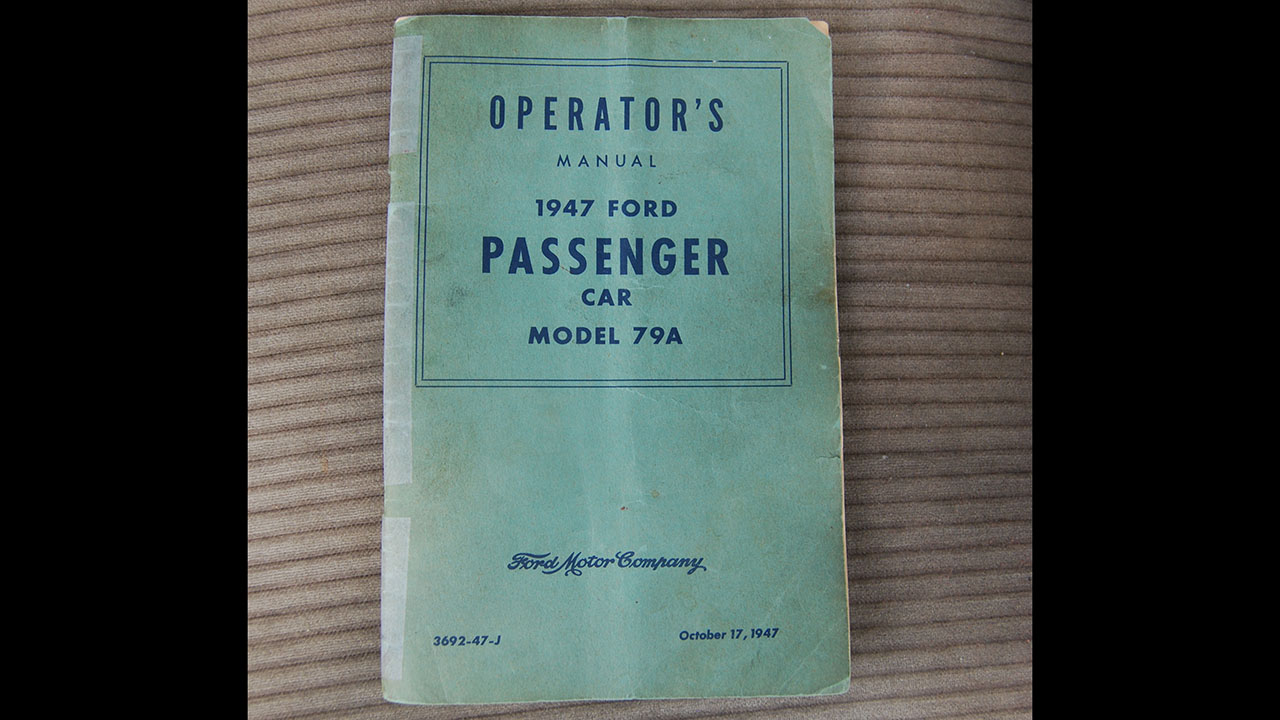 OPERATOR'S
MANUAL
1947 FORD
PASSENGER
CAR
MODEL 79A
Ford Motor Company
3692-47-J
October 17, 1947